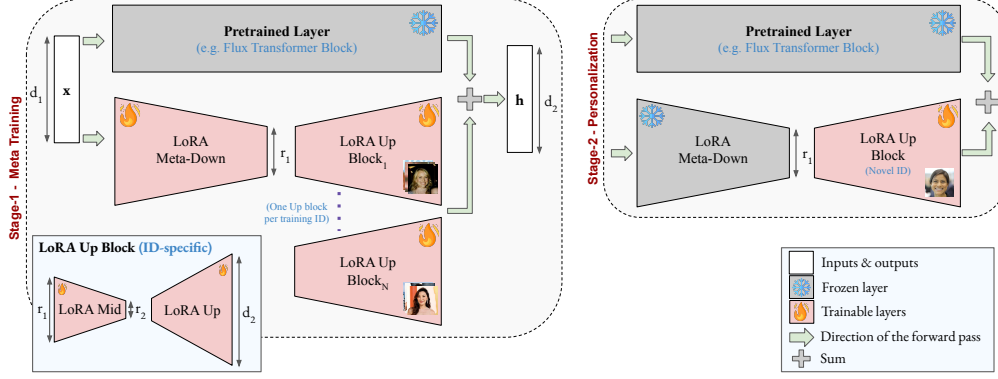 Stage-1 - Meta Training
d1
x
Pretrained Layer
(e.g. Flux Transformer Block)
LoRA
Meta-Down
r1
LoRA Up
Block1
(One Up block
per training ID)
LoRA Up
BlockN
h
d2
LoRA Up Block (ID-specific)
r1
LoRA Mid
r2
LoRA Up
d2
Stage-2 - Personalization
Pretrained Layer
(e.g. Flux Transformer Block)
LoRA
Meta-Down
r1
LoRA Up
Block
(Novel ID)
Sum
Inputs & outputs
Frozen layer
Trainable layers
Direction of the forward pass
Sum